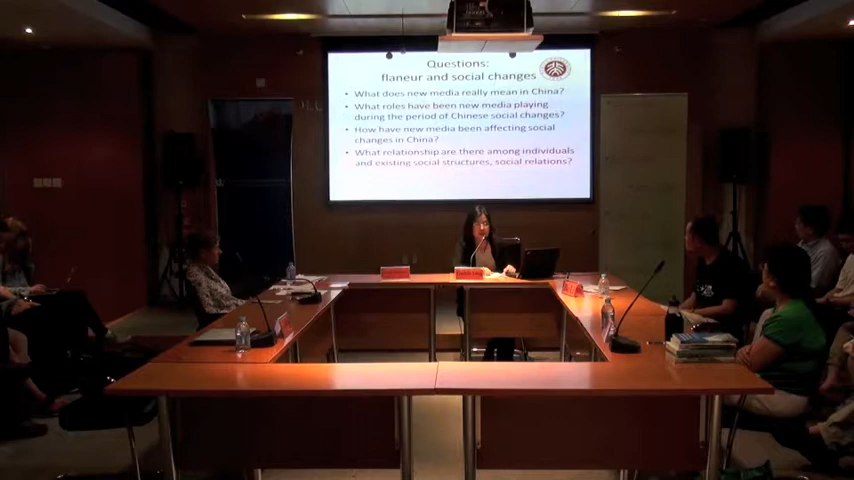 Questions:
flaneur and social changes
• What does new media really mean in China?
• What roles have been new media playing
during the period of Chinese social changes?
• How have new media been affecting social
changes in China?
• What relationship are there among individuals
and existing social structures, social relations?